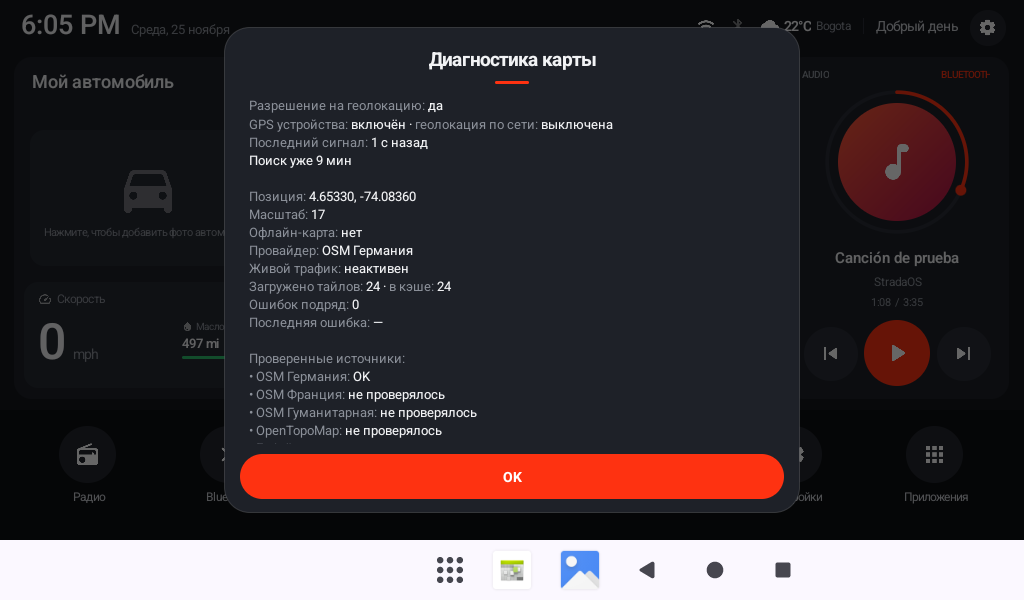 6:05 PM Среда, 25 ноября
22°C Bogota Добрый день
Мой автомобиль
Нажмите, чтобы добавить фото автом
Скорость
0 mph
Масло
497 mi
Диагностика карты
Разрешение на геолокацию: да
GPS устройства: включён · геолокация по сети: выключена
Последний сигнал: 1 с назад
Поиск уже 9 мин
Позиция: 4.65330, -74.08360
Масштаб: 17
Офлайн-карта: нет
Провайдер: OSM Германия
Живой трафик: неактивен
Загружено тайлов: 24 · в кэше: 24
Ошибок подряд: 0
Последняя ошибка: —
Проверенные источники:
• OSM Германия: OK
• OSM Франция: не проверялось
• OSM Гуманитарная: не проверялось
• OpenTopoMap: не проверялось
OK
AUDIO BLUETOOTH
Canción de prueba
StradaOS
1:08 / 3:35
Радио
Blue
ойки
Приложения